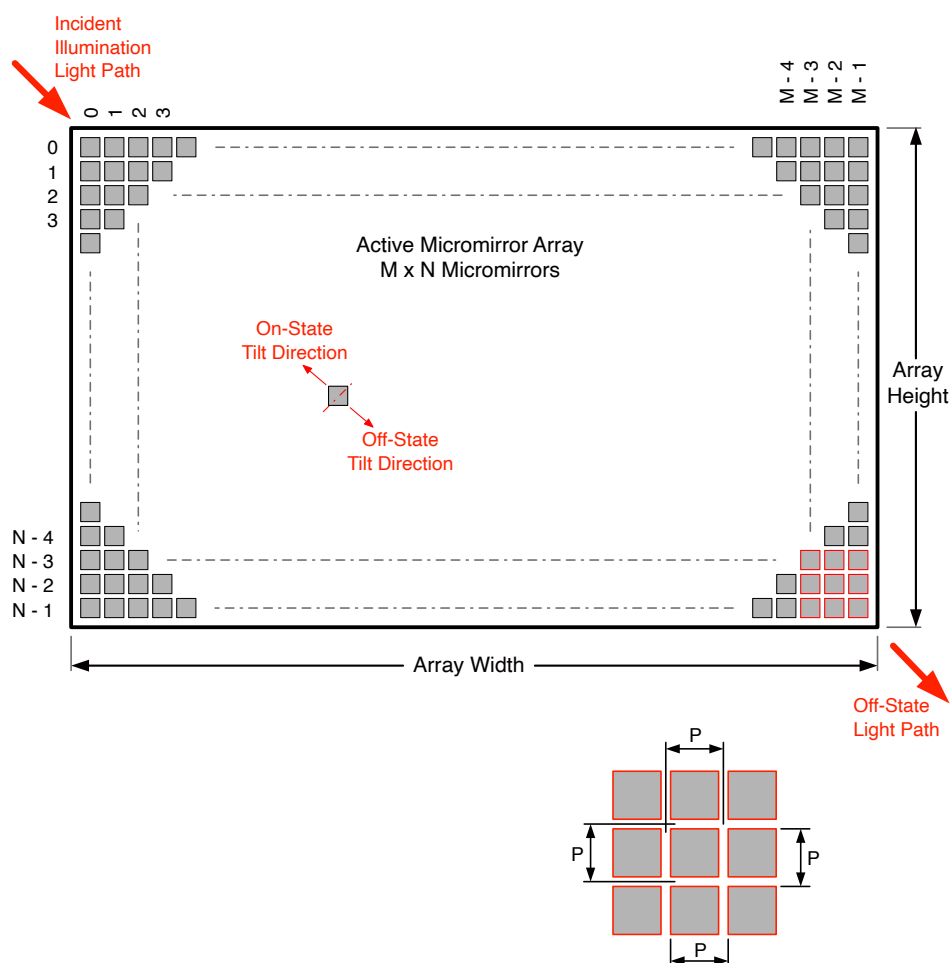 Incident
Illumination
Light Path
0
1
2
3
M - 4
M - 3
M - 2
M - 1
0
1
2
3
Active Micromirror Array
M x N Micromirrors
On-State
Tilt Direction
Off-State
Tilt Direction
Array
Height
N - 4
N - 3
N - 2
N - 1
Array Width
Off-State
Light Path
P
P
P
P